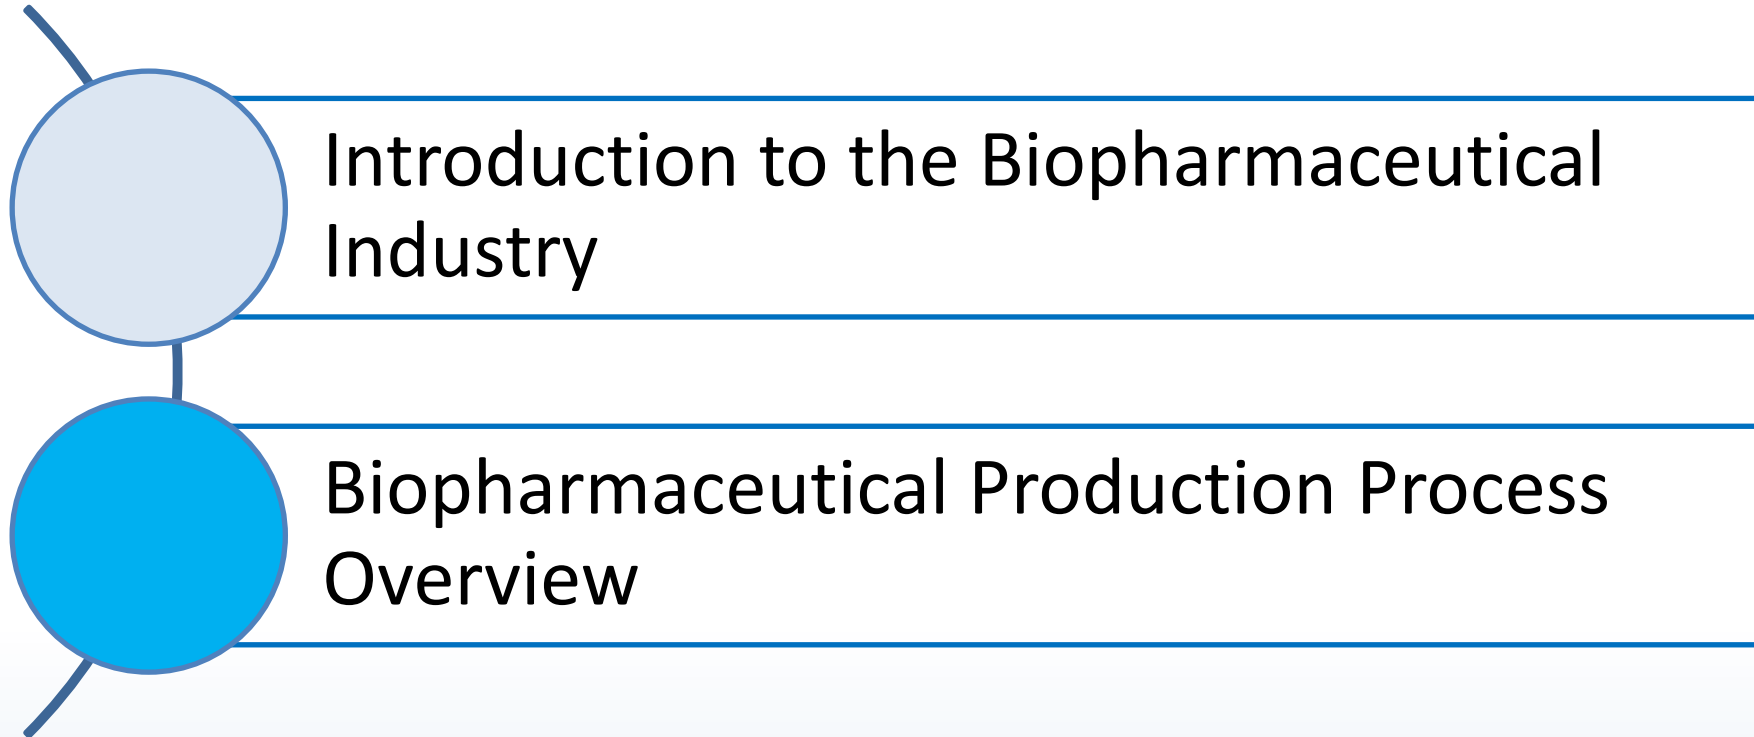 Introduction to the Biopharmaceutical
Industry
Biopharmaceutical Production Process
Overview